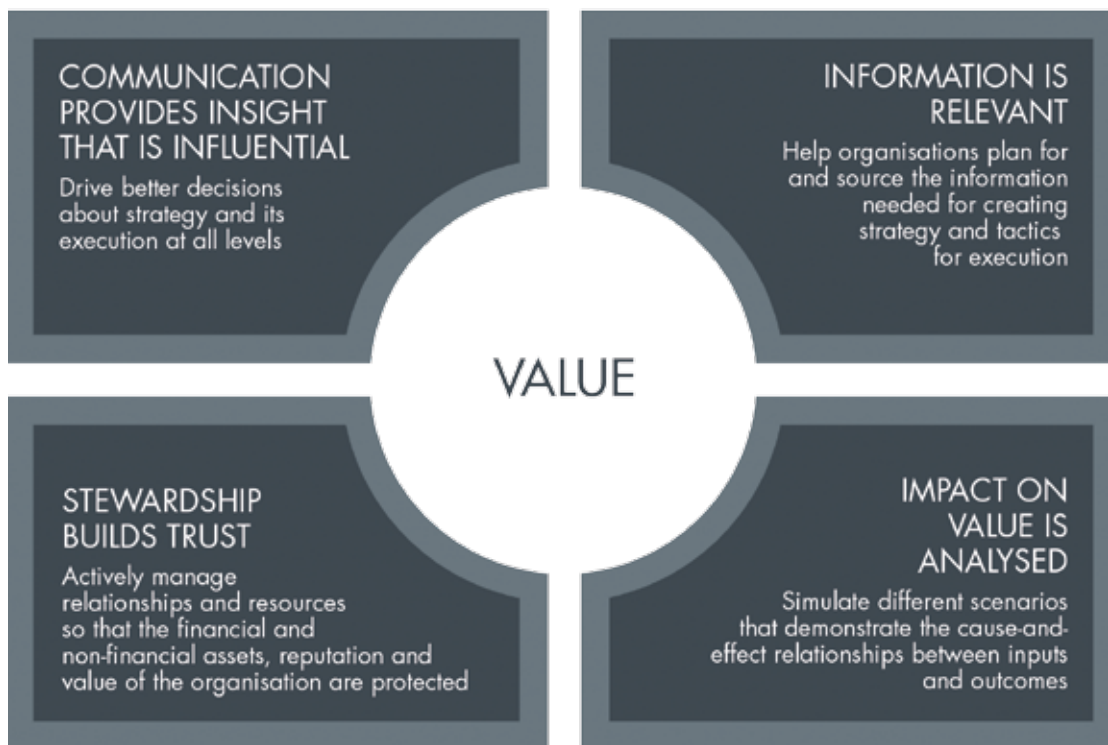 COMMUNICATION
PROVIDES INSIGHT
THAT IS INFLUENTIAL
Drive better decisions
about strategy and its
execution at all levels
INFORMATION IS
RELEVANT
Help organisations plan for
and source the information
needed for creating
strategy and tactics
for execution
VALUE
STEWARDSHIP
BUILDS TRUST
Actively manage
relationships and resources
so that the financial and
non-financial assets, reputation and
value of the organisation are protected
IMPACT ON
VALUE IS
ANALYSED
Simulate different scenarios
that demonstrate the cause-and-
effect relationships between inputs
and outcomes